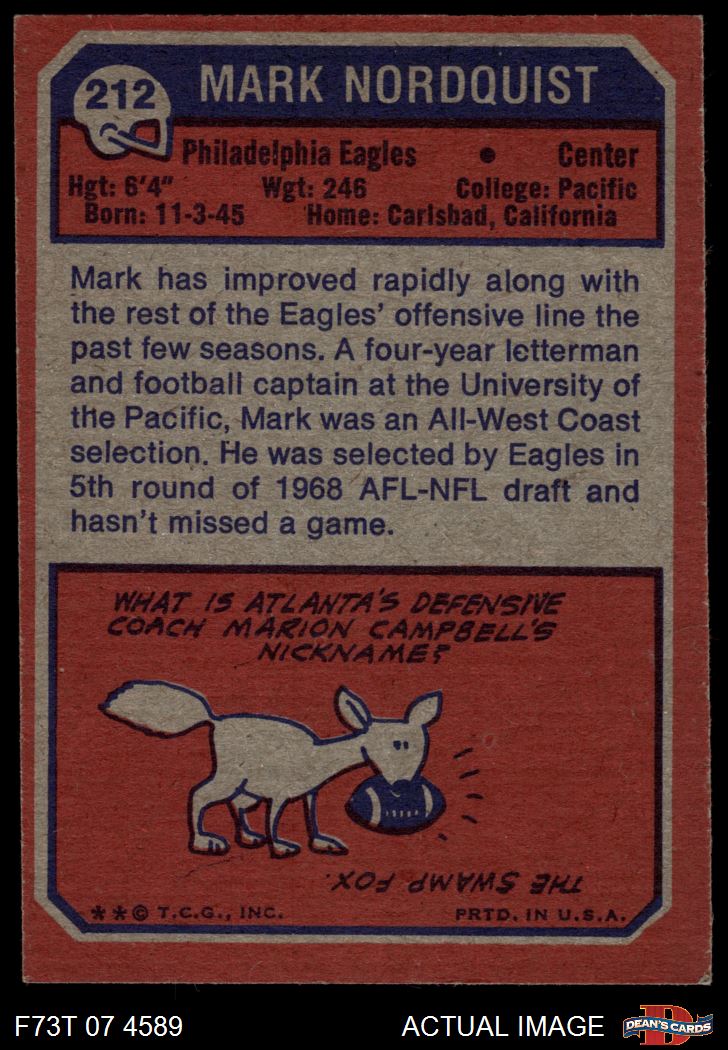 212 MARK NORDQUIST
Philadelphia Eagles • Center
Hgt: 6'4" Wgt: 246 College: Pacific
Born: 11-3-45 Home: Carlsbad, California
Mark has improved rapidly along with
the rest of the Eagles' offensive line the
past few seasons. A four-year letterman
and football captain at the University of
the Pacific, Mark was an All-West Coast
selection. He was selected by Eagles in
5th round of 1968 AFL-NFL draft and
hasn't missed a game.
WHAT IS ATLANTA'S DEFENSIVE
COACH MARION CAMPBELL'S
NICKNAME?
THE SWAMP FOX.
**© T.C.G., INC. PRTD. IN U.S.A.
F73T 07 4589 ACTUAL IMAGE DEAN'S CARDS